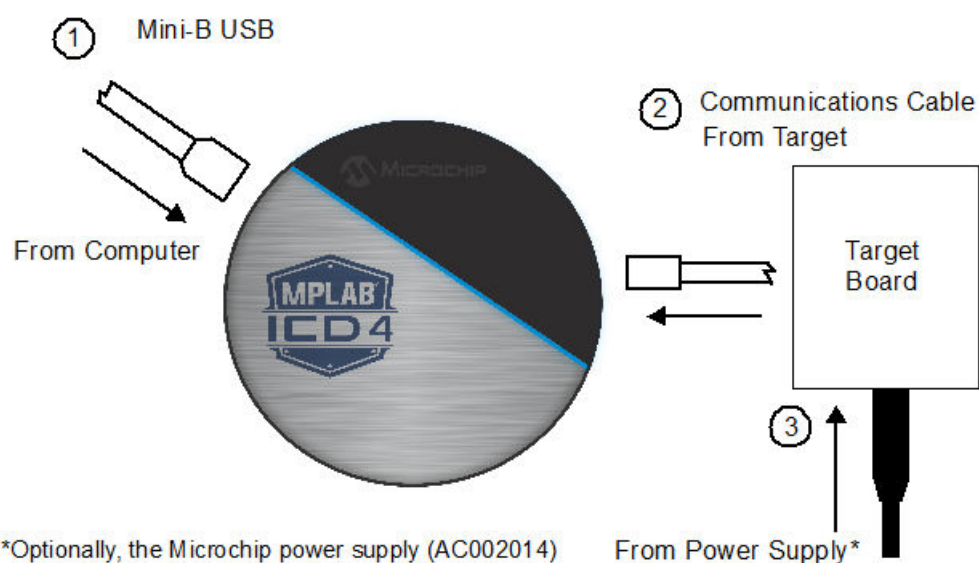 1
Mini-B USB
2
Communications Cable
From Target
MICROCHIP
From Computer
Target
Board
MPLAB
ICD 4
3
*Optionally, the Microchip power supply (AC002014)
From Power Supply*